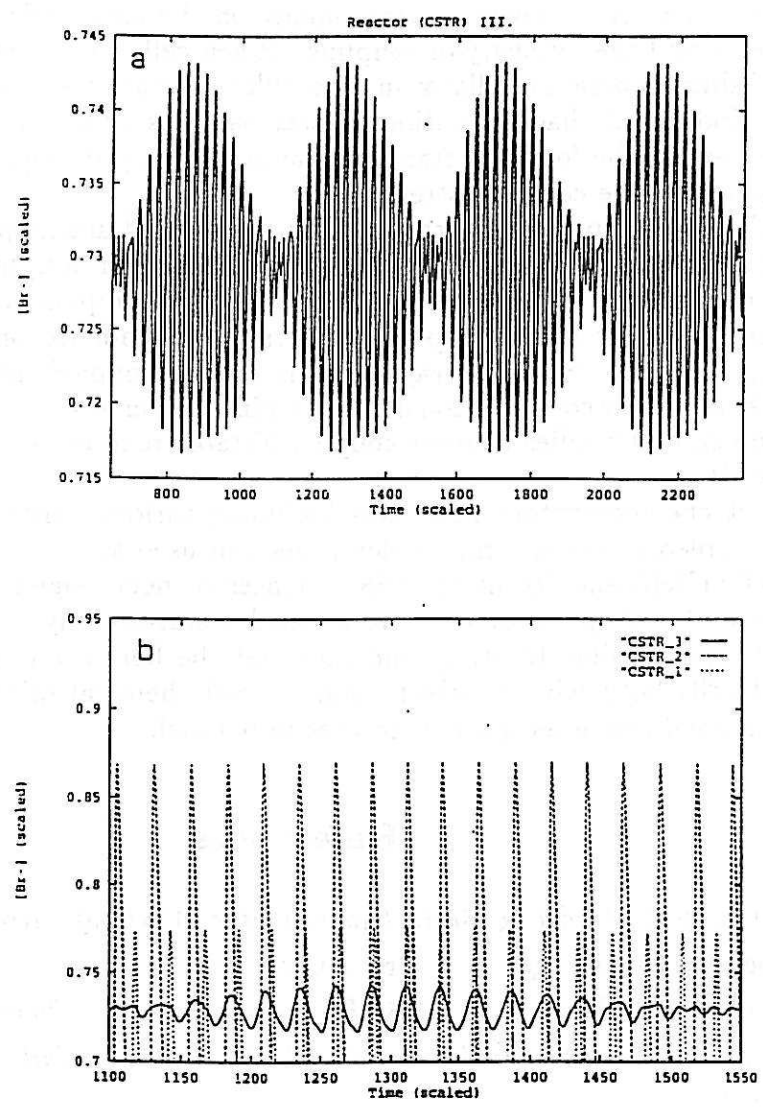 Reactor (CSTR) III.
a
0.745
0.74
0.735
0.73
0.725
0.72
0.715
[Br-] (scaled)
800 1000 1200 1400 1600 1800 2000 2200
Time (scaled)
b
"CSTR_3"
"CSTR_2"
"CSTR_1"
0.95
0.9
0.85
0.8
0.75
0.7
[Br-] (scaled)
1100 1150 1200 1250 1300 1350 1400 1450 1500 1550
Time (scaled)